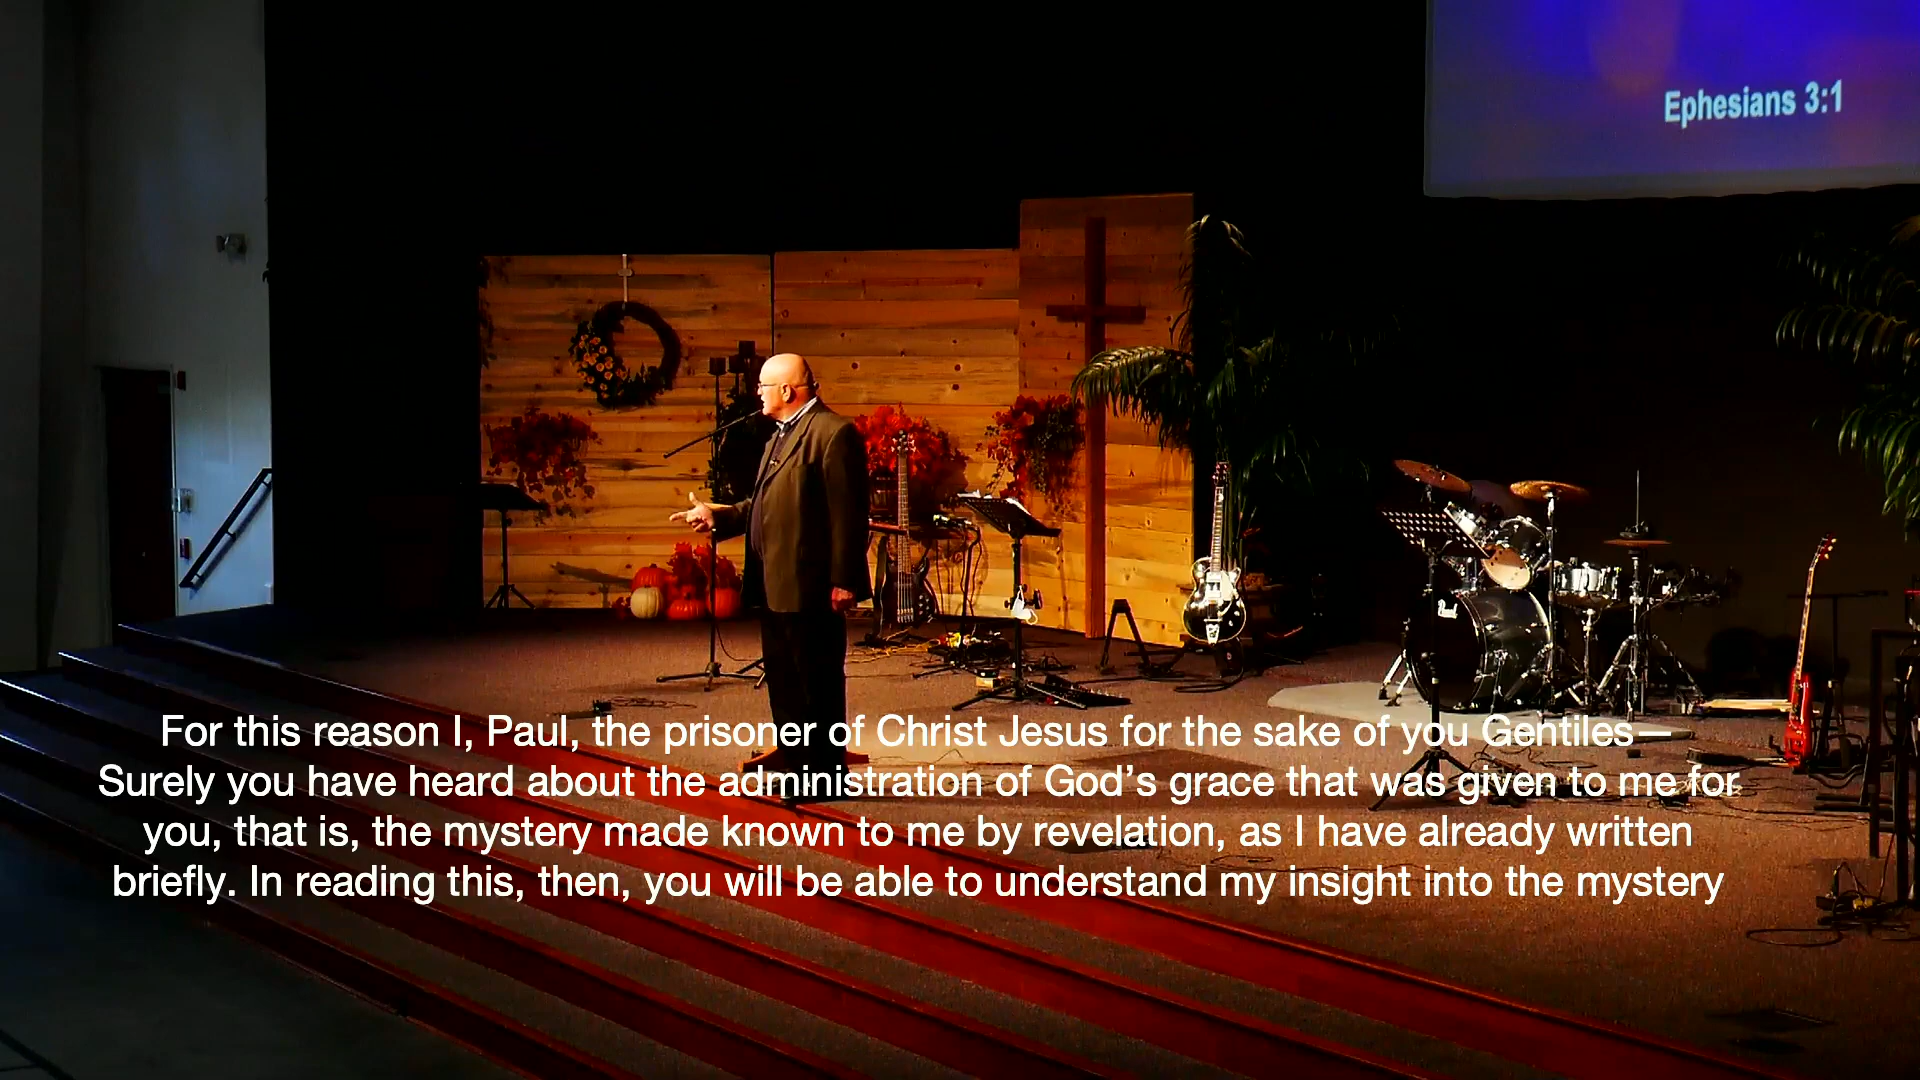 Ephesians 3:1
For this reason I, Paul, the prisoner of Christ Jesus for the sake of you Gentiles—
Surely you have heard about the administration of God’s grace that was given to me for
you, that is, the mystery made known to me by revelation, as I have already written
briefly. In reading this, then, you will be able to understand my insight into the mystery
Pearl